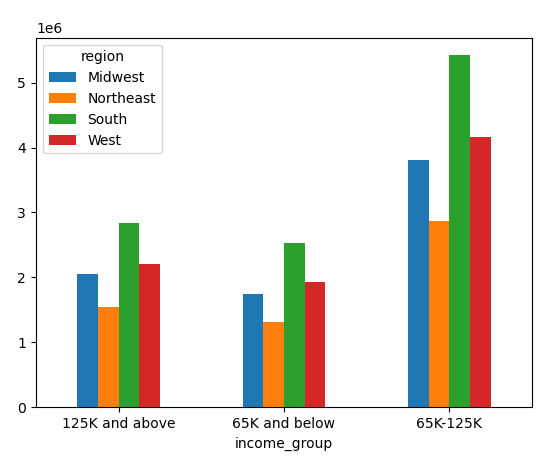 1e6
5
4
3
2
1
0
region
Midwest
Northeast
South
West
125K and above 65K and below 65K-125K
income_group